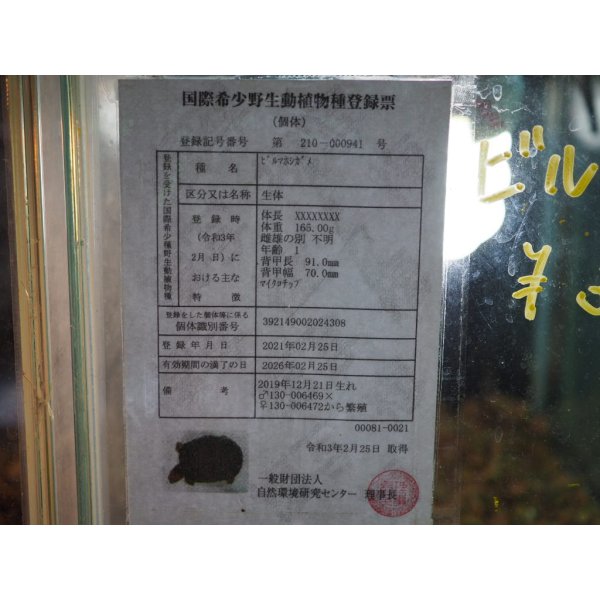 国際希少野生動植物種登録票
(個体)
登録記号番号 第 210-000941 号
登録を受けた国際希少野生動植物種
種名 ビルマホシガメ
区分又は名称 生体
登録時
(令和3年
2月 日)に
おける主な
特徴
体長 XXXXXXXX
体重 165.00g
雌雄の別 不明
年齢 1
背甲長 91.0mm
背甲幅 70.0mm
マイクロチップ
登録をした個体等に係る
個体識別番号 392149002024308
登録年月日 2021年02月25日
有効期間の満了の日 2026年02月25日
備考
2019年12月21日生れ
♂130-006469×
♀130-006472から繁殖
00081-0021
令和3年2月25日 取得
一般財団法人
自然環境研究センター 理事長
ビル
¥